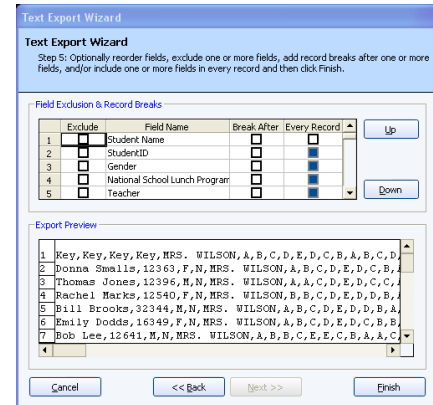 Text Export Wizard
Text Export Wizard
Step 5: Optionally reorder fields, exclude one or more fields, add record breaks after one or more
fields, and/or include one or more fields in every record and then click Finish.
Field Exclusion & Record Breaks
Exclude Field Name Break After Every Record
1 Student Name
2 StudentID
3 Gender
4 National School Lunch Program
5 Teacher
Up
Down
Export Preview
1 Key,Key,Key,Key,MRS. WILSON,A,B,C,D,E,D,C,B,A,B,C,D,
2 Donna Smalls,12363,F,N,MRS. WILSON,A,B,C,D,E,D,C,B,
3 Thomas Jones,12396,M,N,MRS. WILSON,A,B,C,D,E,D,C,C,
4 Rachel Marks,12540,F,N,MRS. WILSON,B,B,C,D,E,D,D,B,
5 Bill Brooks,32344,M,N,MRS. WILSON,A,B,C,D,E,D,D,B,A,
6 Emily Dodds,16349,F,N,MRS. WILSON,A,B,C,D,E,D,C,B,B,
7 Bob Lee,12641,M,N,MRS. WILSON,A,B,B,C,E,E,C,B,A,A,C,
Cancel << Back Next >> Finish